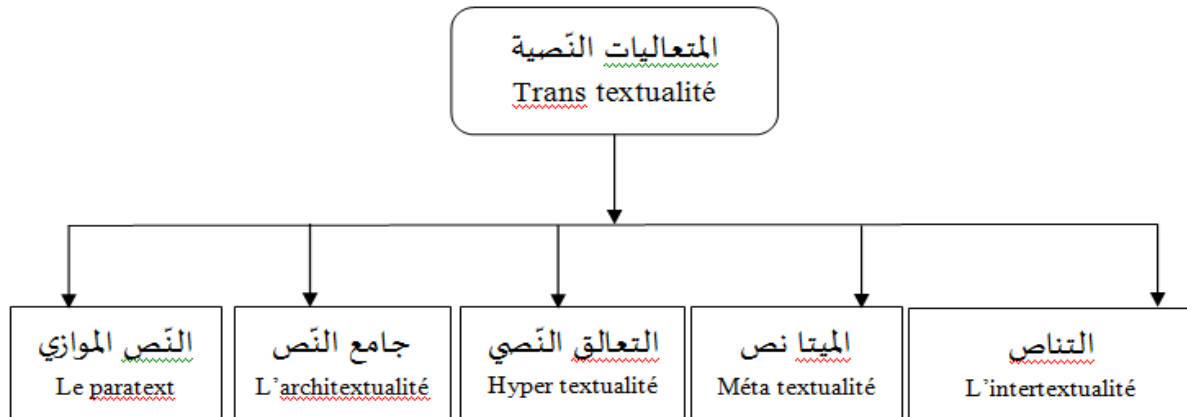 المتعاليات النّصية
Trans textualité
التناص
L'intertextualité
الميتا نص
Méta textualité
التعالق النّصي
Hyper textualité
جامع النّص
L'architextualité
النّص الموازي
Le paratext